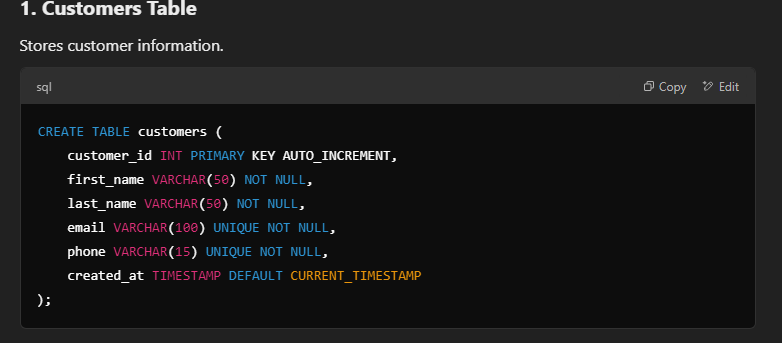 1. Customers Table
Stores customer information.
sql
Copy
Edit
CREATE TABLE customers (
    customer_id INT PRIMARY KEY AUTO_INCREMENT,
    first_name VARCHAR(50) NOT NULL,
    last_name VARCHAR(50) NOT NULL,
    email VARCHAR(100) UNIQUE NOT NULL,
    phone VARCHAR(15) UNIQUE NOT NULL,
    created_at TIMESTAMP DEFAULT CURRENT_TIMESTAMP
);